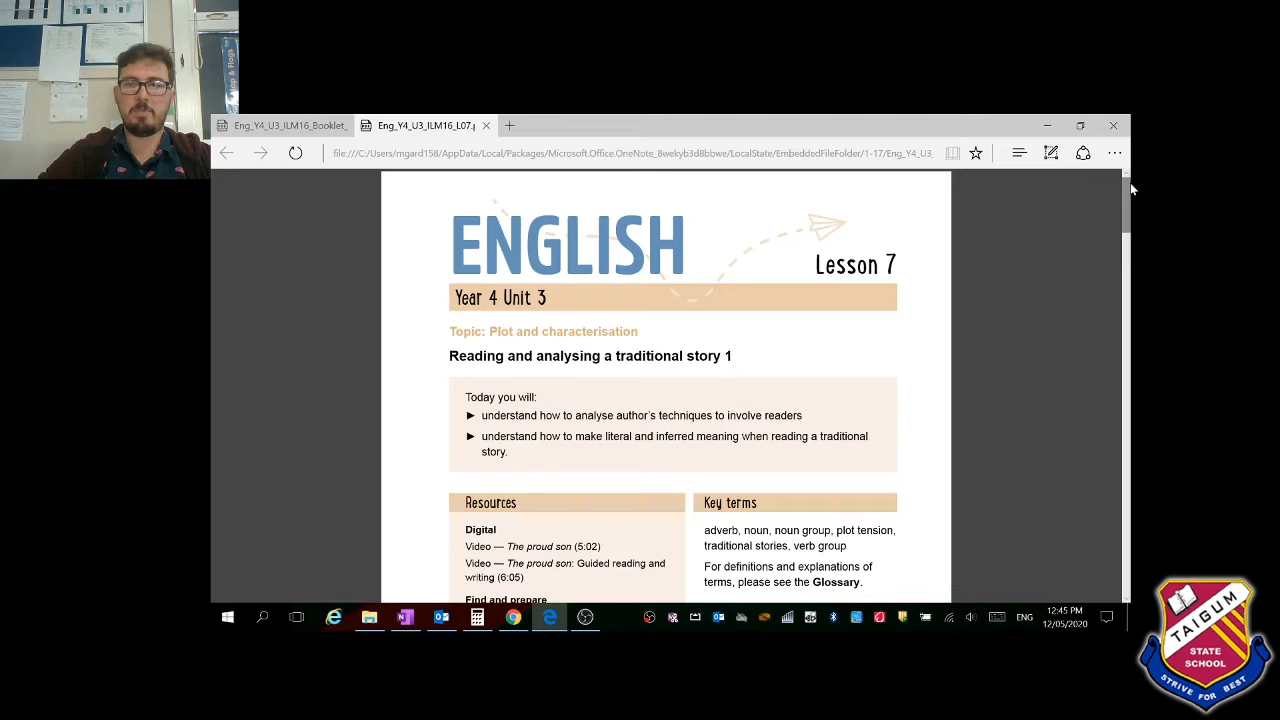 Eng_Y4_U3_ILM16_Booklet_
Eng_Y4_U3_ILM16_L07.p
file:///C:/Users/mgard158/AppData/Local/Packages/Microsoft.Office.OneNote_8wekyb3d8bbwe/LocalState/EmbeddedFileFolder/1-17/Eng_Y4_U3_
ENGLISH
Lesson 7
Year 4 Unit 3
Topic: Plot and characterisation
Reading and analysing a traditional story 1
Today you will:
► understand how to analyse author's techniques to involve readers
► understand how to make literal and inferred meaning when reading a traditional
story.
Resources
Digital
Video — The proud son (5:02)
Video — The proud son: Guided reading and
writing (6:05)
Find and prepare
Key terms
adverb, noun, noun group, plot tension,
traditional stories, verb group
For definitions and explanations of
terms, please see the Glossary.
ENG
12:45 PM
12/05/2020
TAIGUM
STATE
SCHOOL
STRIVE FOR BEST